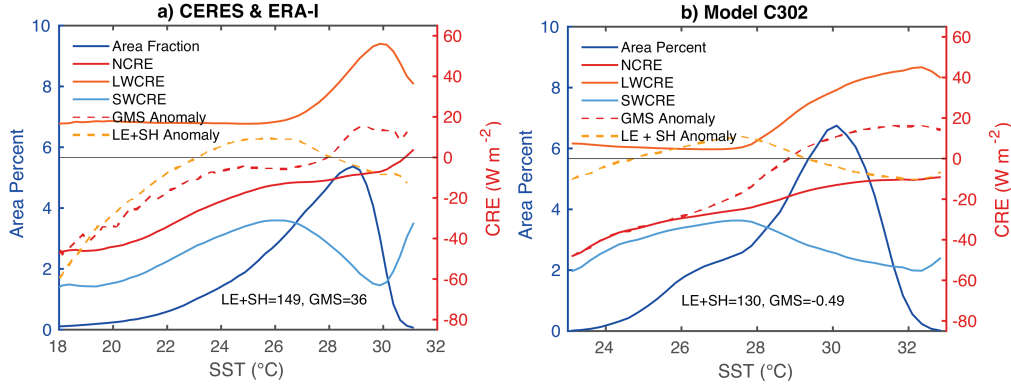 a) CERES & ERA-I
10
8
6
4
2
0
Area Percent
Area Fraction
NCRE
LWCRE
SWCRE
GMS Anomaly
LE+SH Anomaly
LE+SH=149, GMS=36
60
40
20
0
-20
-40
-60
-80
CRE (W m-2)
18 20 22 24 26 28 30 32
SST (°C)
b) Model C302
10
8
6
4
2
0
Area Percent
Area Percent
NCRE
LWCRE
SWCRE
GMS Anomaly
LE + SH Anomaly
LE+SH=130, GMS=-0.49
60
40
20
0
-20
-40
-60
-80
CRE (W m-2)
24 26 28 30 32
SST (°C)